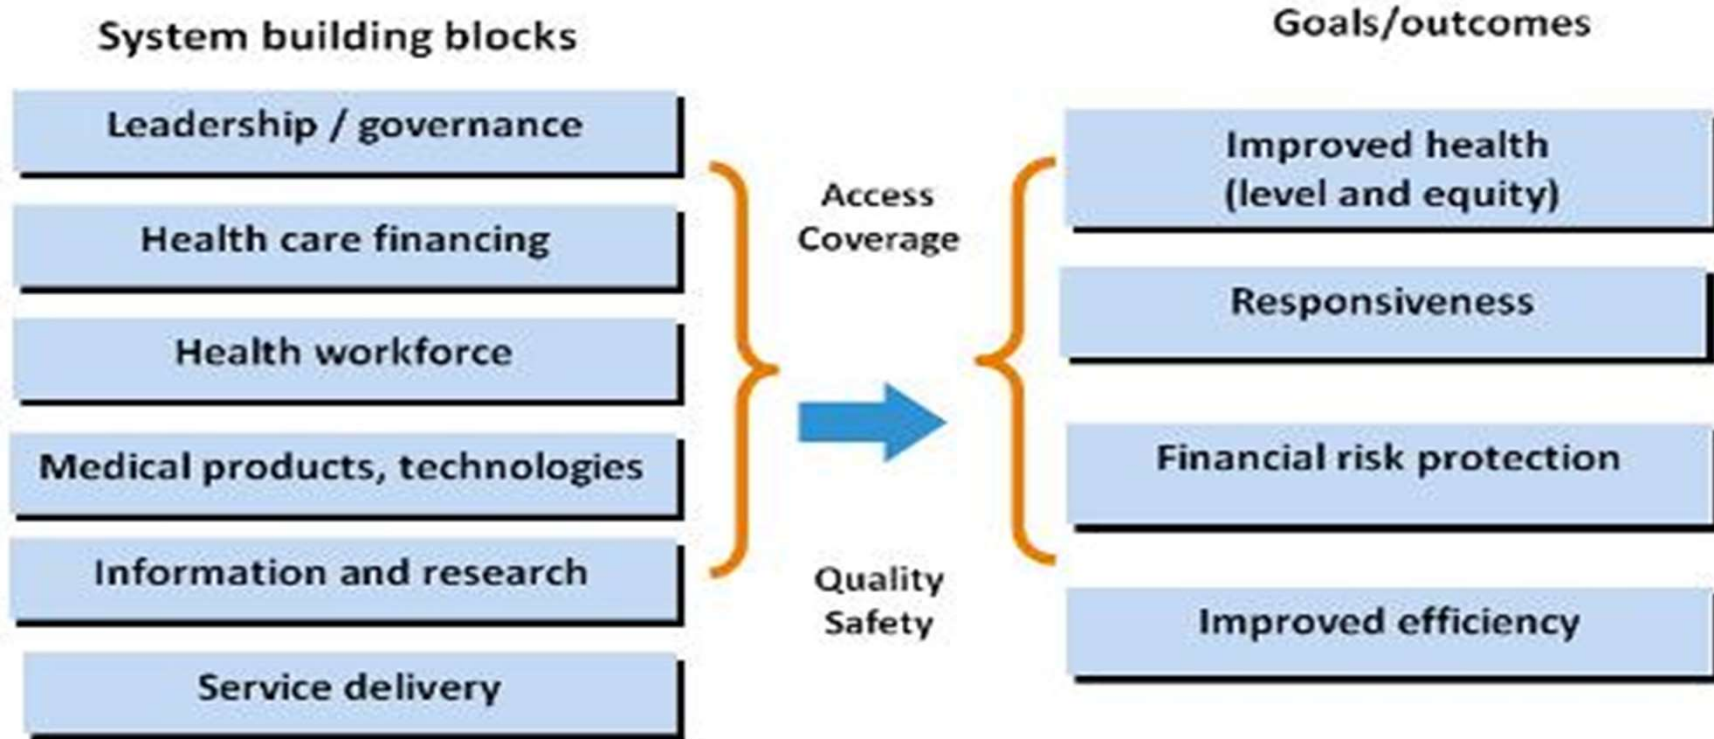 System building blocks
Leadership / governance
Health care financing
Health workforce
Medical products, technologies
Information and research
Service delivery
Access
Coverage
Quality
Safety
Goals/outcomes
Improved health
(level and equity)
Responsiveness
Financial risk protection
Improved efficiency